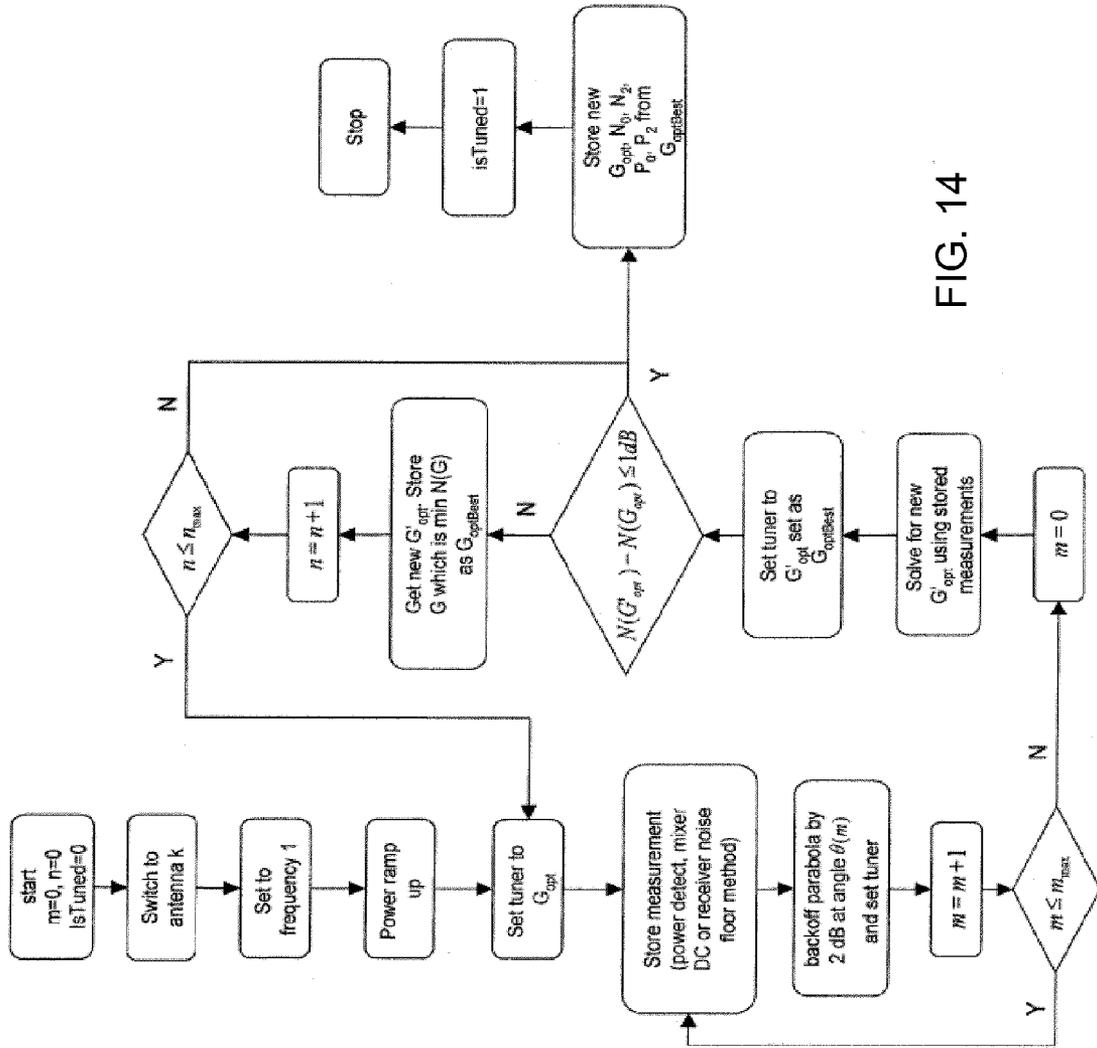 start
m=0, n=0
IsTuned=0
Switch to
antenna k
Set to
frequency 1
Power ramp
up
Set tuner to
G_opt
Store measurement
(power detect, mixer
DC or receiver noise
floor method)
backoff parabola by
2 dB at angle θ(m)
and set tuner
m = m + 1
m ≤ m_max
Y
N
m = 0
Solve for new
G'_opt using stored
measurements
Set tuner to
G'_opt set as
G_optBest
N(G'_opt) − N(G_opt) ≤ 1dB
N
Y
Get new G'_opt. Store
G which is min N(G)
as G_optBest
n = n + 1
n ≤ n_max
Y
N
Store new
G_opt, N_0, N_2,
P_0, P_2 from
G_optBest
isTuned=1
Stop
FIG. 14